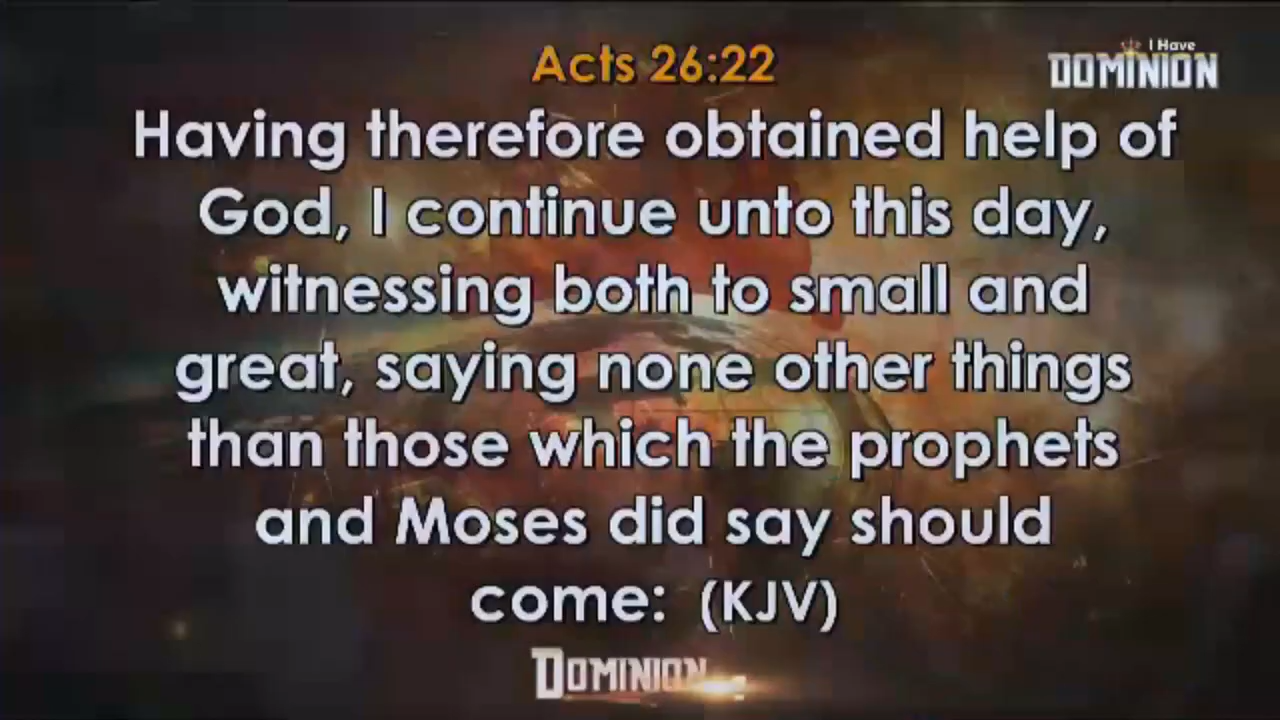 Acts 26:22
I Have
DOMINION
Having therefore obtained help of
God, I continue unto this day,
witnessing both to small and
great, saying none other things
than those which the prophets
and Moses did say should
come: (KJV)
DOMINION